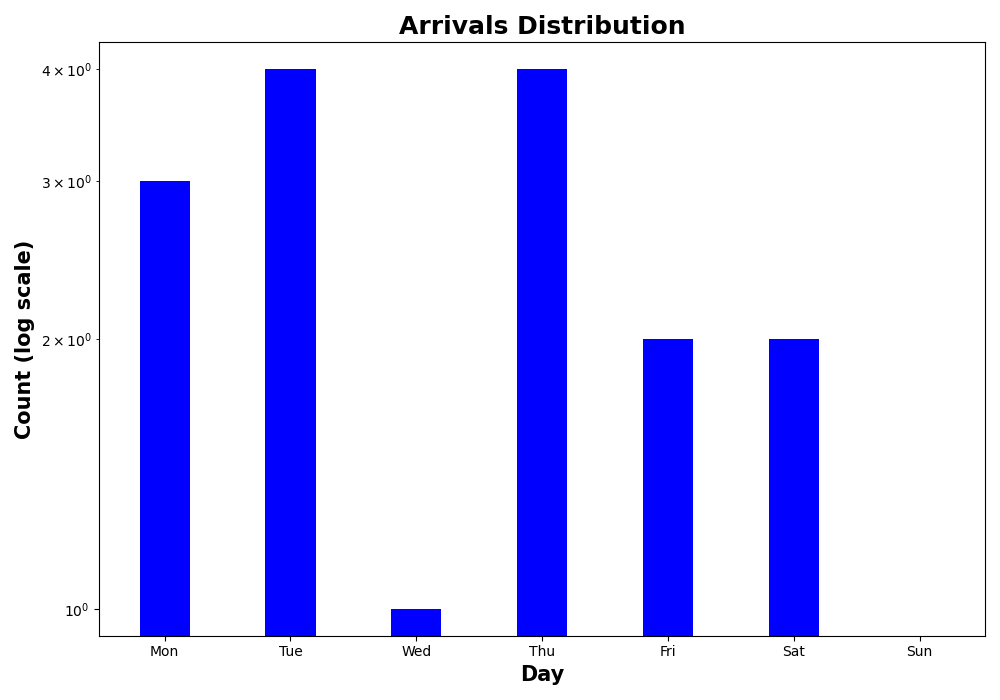 Arrivals Distribution
Count (log scale)
4 × 10⁰
3 × 10⁰
2 × 10⁰
10⁰
Mon Tue Wed Thu Fri Sat Sun
Day